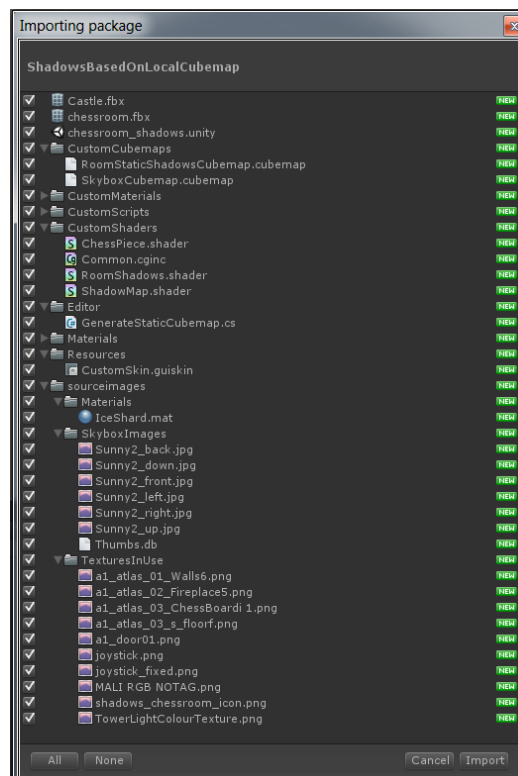 Importing package
ShadowsBasedOnLocalCubemap
Castle.fbx NEW
chessroom.fbx NEW
chessroom_shadows.unity NEW
CustomCubemaps NEW
RoomStaticShadowsCubemap.cubemap NEW
SkyboxCubemap.cubemap NEW
CustomMaterials NEW
CustomScripts NEW
CustomShaders NEW
ChessPiece.shader NEW
Common.cginc NEW
RoomShadows.shader NEW
ShadowMap.shader NEW
Editor NEW
GenerateStaticCubemap.cs NEW
Materials NEW
Resources NEW
CustomSkin.guiskin NEW
sourceimages NEW
Materials NEW
IceShard.mat NEW
SkyboxImages NEW
Sunny2_back.jpg NEW
Sunny2_down.jpg NEW
Sunny2_front.jpg NEW
Sunny2_left.jpg NEW
Sunny2_right.jpg NEW
Sunny2_up.jpg NEW
Thumbs.db NEW
TexturesInUse NEW
a1_atlas_01_Walls6.png NEW
a1_atlas_02_Fireplace5.png NEW
a1_atlas_03_ChessBoardi 1.png NEW
a1_atlas_03_s_floorf.png NEW
a1_door01.png NEW
joystick.png NEW
joystick_fixed.png NEW
MALI RGB NOTAG.png NEW
shadows_chessroom_icon.png NEW
TowerLightColourTexture.png NEW
All None Cancel Import